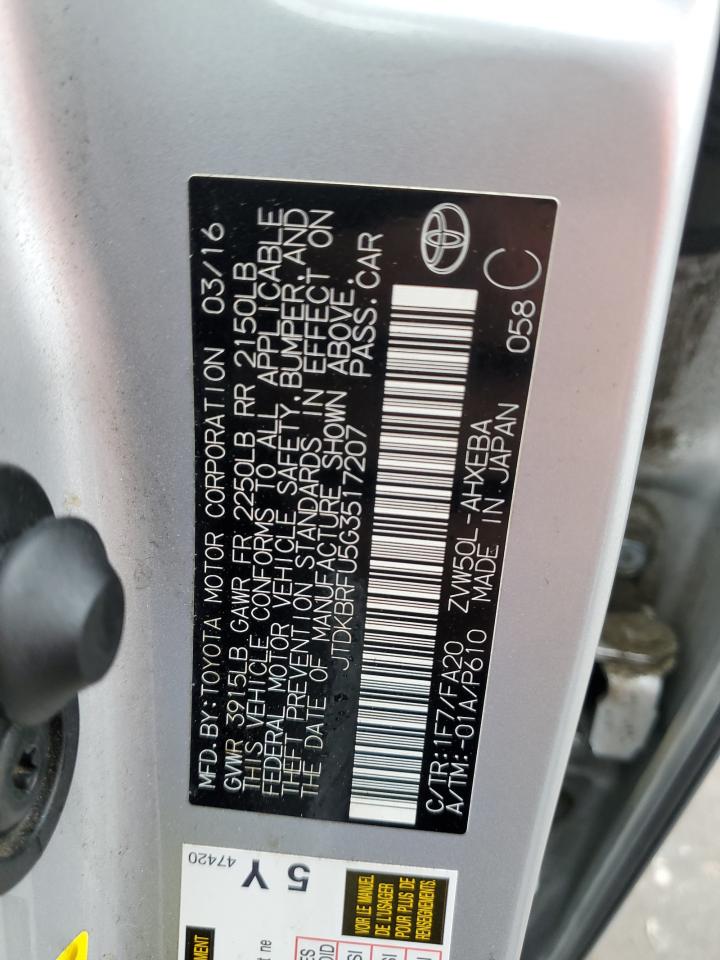 MFD. BY: TOYOTA MOTOR CORPORATION 03/16
GVWR 3915LB GAWR FR 2250LB RR 2150LB
THIS VEHICLE CONFORMS TO ALL APPLICABLE
FEDERAL MOTOR VEHICLE SAFETY, BUMPER, AND
THEFT PREVENTION STANDARDS IN EFFECT ON
THE DATE OF MANUFACTURE SHOWN ABOVE.
JTDKBRFU5G3517207 PASS. CAR
C/TR: 1F7/FA20 ZVW50L-AHXEBA 058
A/TM: -01A/P610 MADE IN JAPAN C
5Y
47420
VOIR LE MANUEL
DE L'USAGER
POUR PLUS DE
RENSEIGNEMENTS.